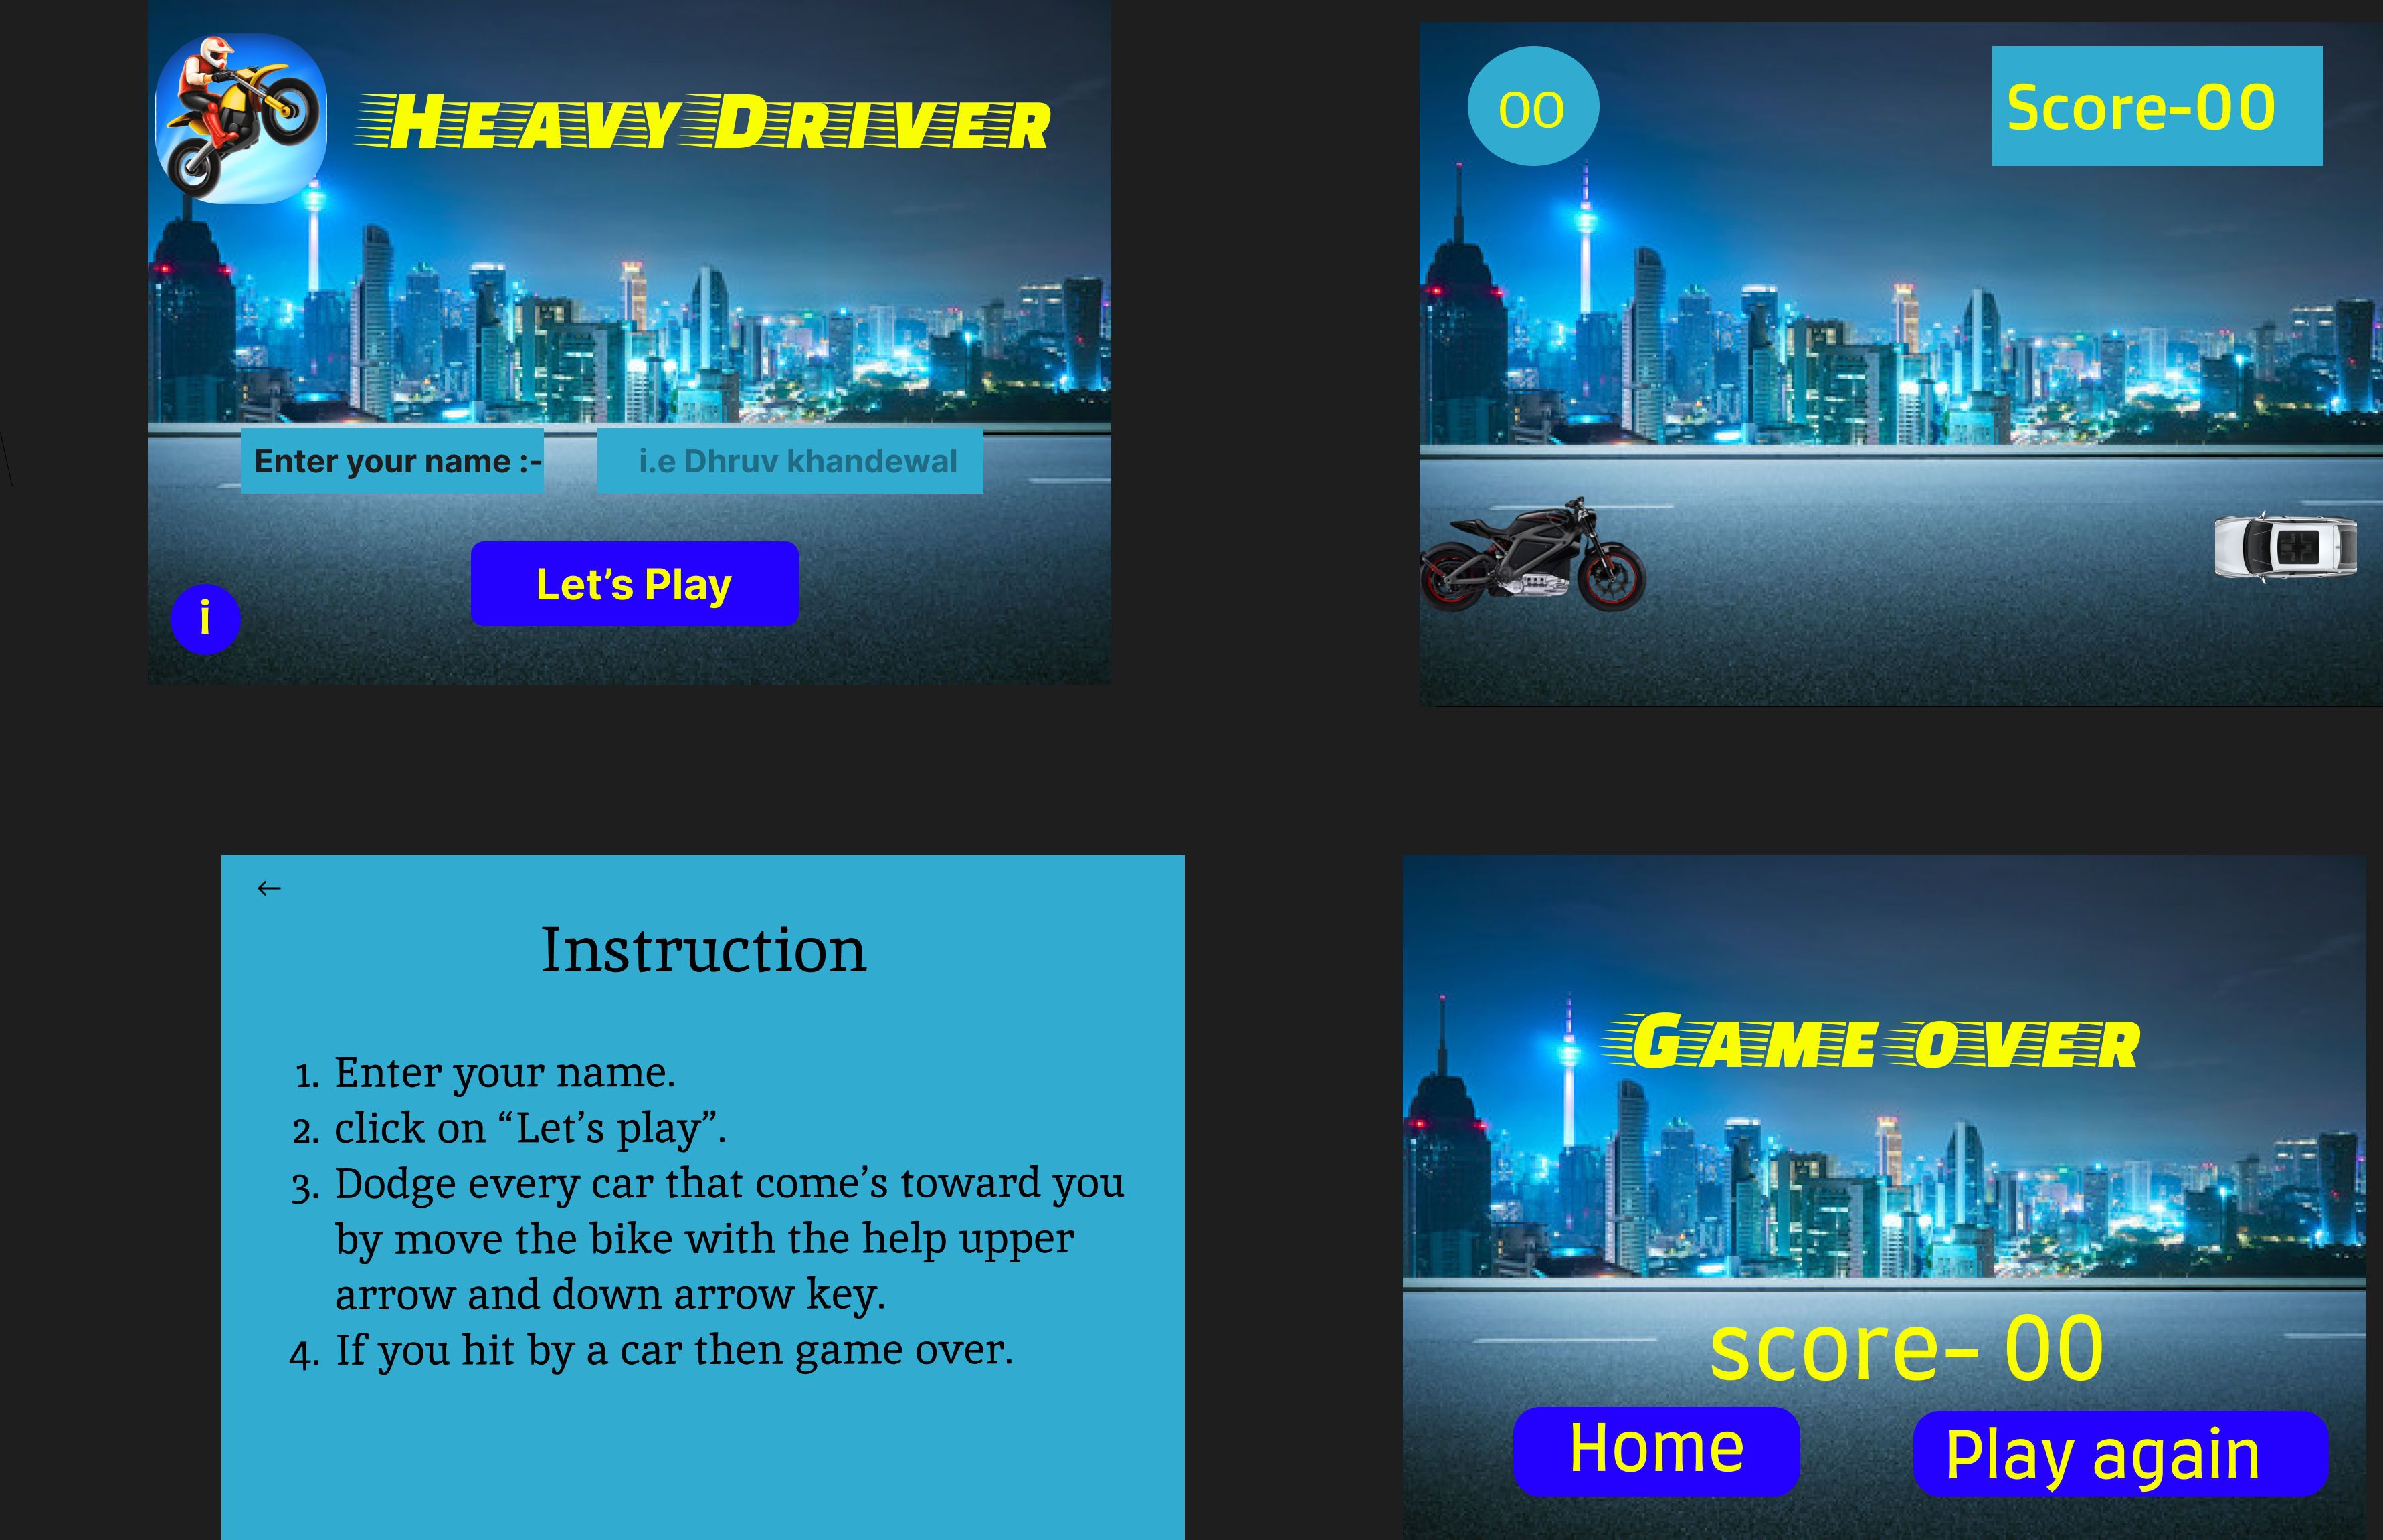 Heavy Driver
Enter your name :-
i.e Dhruv khandewal
Let's Play
i
00
Score-00
←
Instruction
1. Enter your name.
2. click on “Let’s play”.
3. Dodge every car that come’s toward you
by move the bike with the help upper
arrow and down arrow key.
4. If you hit by a car then game over.
Game over
score- 00
Home
Play again